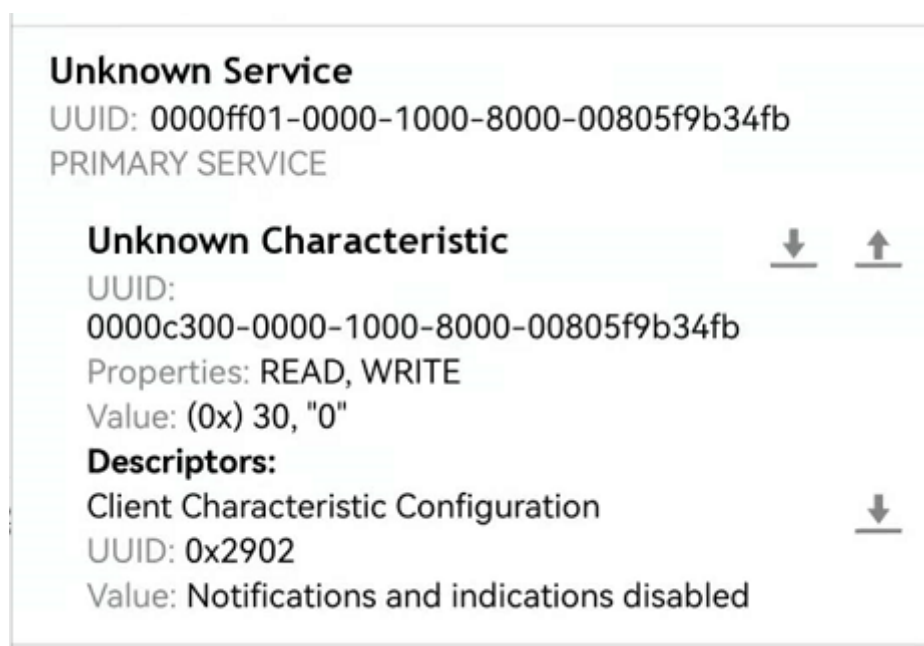 Unknown Service
UUID: 0000ff01-0000-1000-8000-00805f9b34fb
PRIMARY SERVICE
Unknown Characteristic
UUID:
0000c300-0000-1000-8000-00805f9b34fb
Properties: READ, WRITE
Value: (0x) 30, "0"
Descriptors:
Client Characteristic Configuration
UUID: 0x2902
Value: Notifications and indications disabled